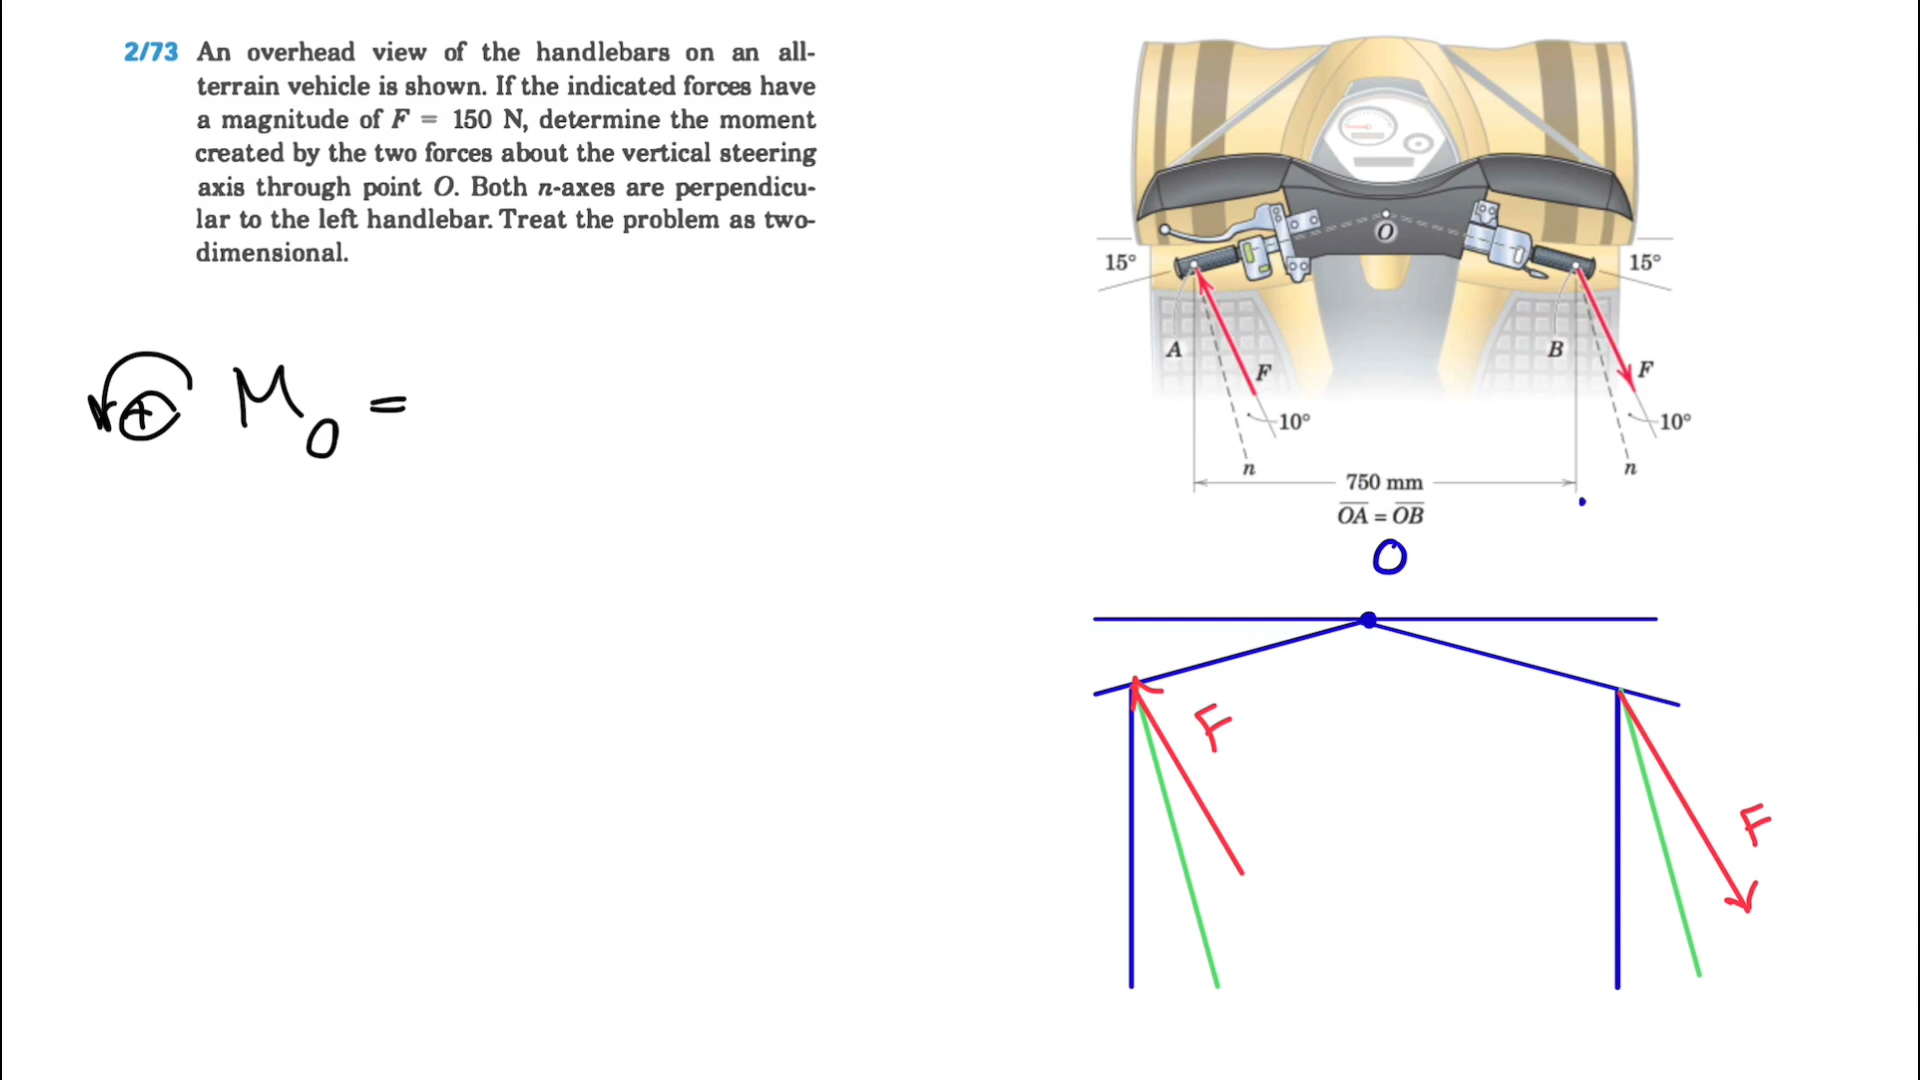 2/73 An overhead view of the handlebars on an all-
terrain vehicle is shown. If the indicated forces have
a magnitude of F = 150 N, determine the moment
created by the two forces about the vertical steering
axis through point O. Both n-axes are perpendicu-
lar to the left handlebar. Treat the problem as two-
dimensional.
+ M_O =
O
15° 15°
A B
F F
10° 10°
n n
750 mm
O̅A̅ = O̅B̅
O
F
F